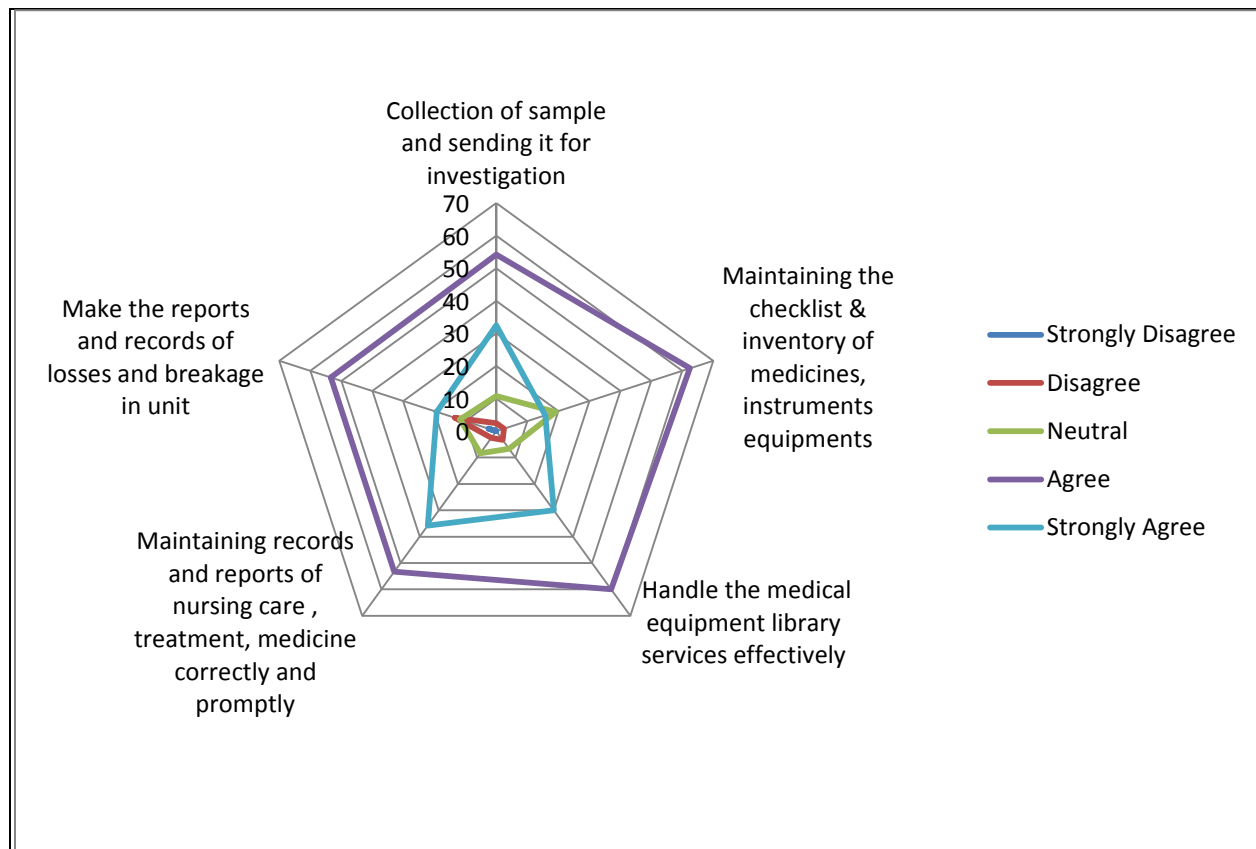 Collection of sample
and sending it for
investigation
70
60
50
40
30
20
10
0
Maintaining the
checklist &
inventory of
medicines,
instruments
equipments
Handle the medical
equipment library
services effectively
Maintaining records
and reports of
nursing care ,
treatment, medicine
correctly and
promptly
Make the reports
and records of
losses and breakage
in unit
Strongly Disagree
Disagree
Neutral
Agree
Strongly Agree